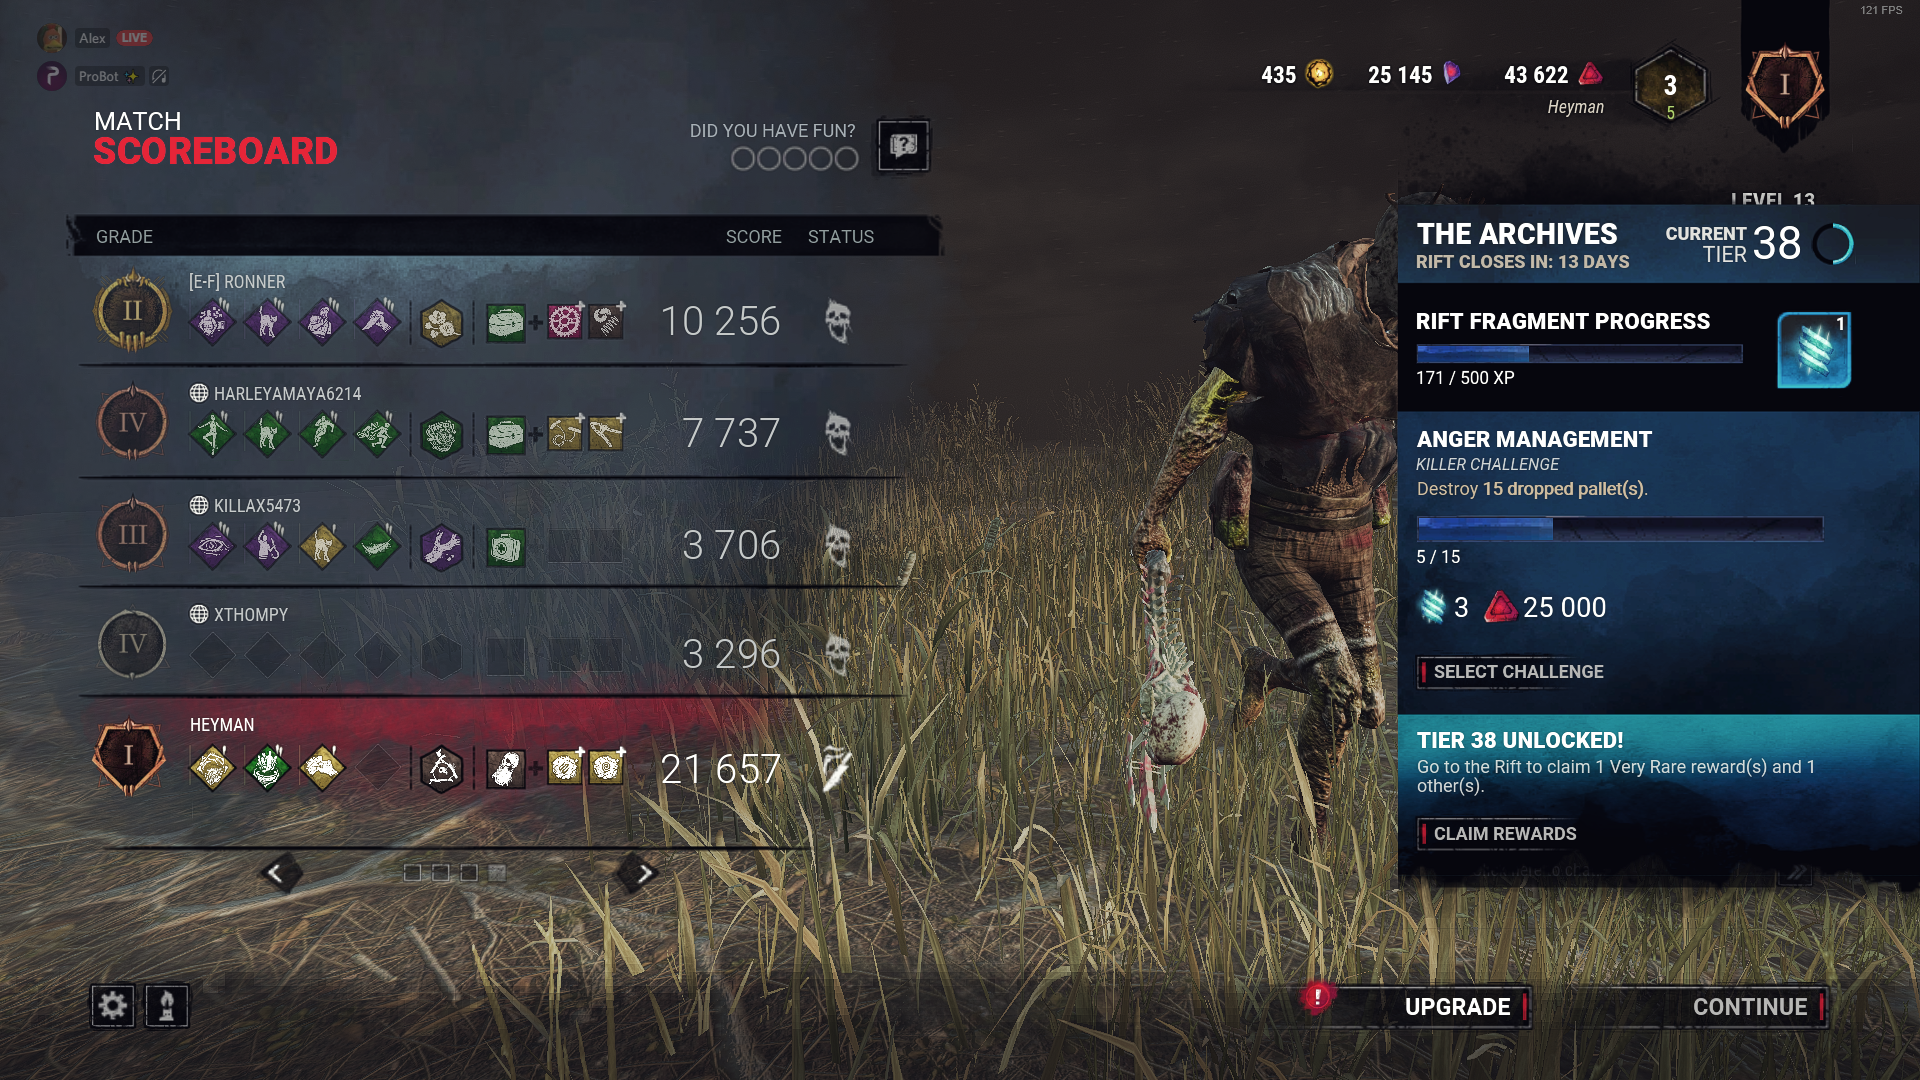 121 FPS
Alex LIVE
ProBot
MATCH
SCOREBOARD
DID YOU HAVE FUN?
435
25 145
43 622
Heyman
3
5
I
LEVEL 13
GRADE SCORE STATUS
II
[E-F] RONNER
10 256
IV
HARLEYAMAYA6214
7 737
III
KILLAX5473
3 706
IV
XTHOMPY
3 296
I
HEYMAN
21 657
THE ARCHIVES
RIFT CLOSES IN: 13 DAYS
CURRENT
TIER 38
RIFT FRAGMENT PROGRESS
1
171 / 500 XP
ANGER MANAGEMENT
KILLER CHALLENGE
Destroy 15 dropped pallet(s).
5 / 15
3 25 000
SELECT CHALLENGE
TIER 38 UNLOCKED!
Go to the Rift to claim 1 Very Rare reward(s) and 1
other(s).
CLAIM REWARDS
! UPGRADE
CONTINUE